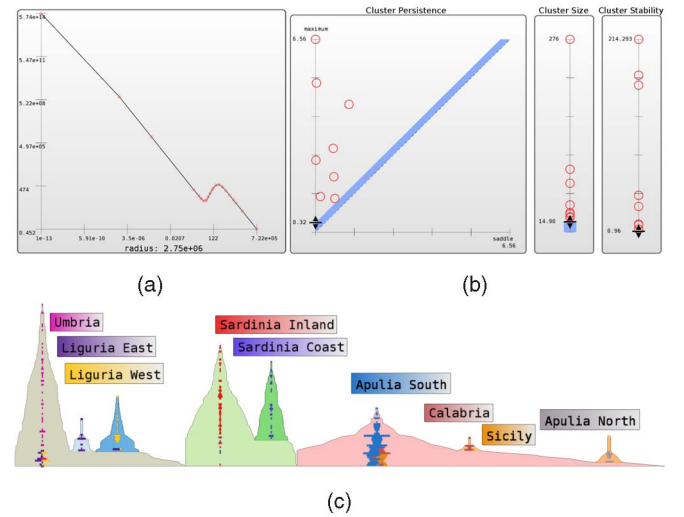 Cluster Persistence
Cluster Size
Cluster Stability
5.74e+14
5.47e+11
5.22e+08
4.97e+05
474
0.452
1e-13
5.91e-10
3.5e-06
0.0207
122
7.22e+05
radius: 2.75e+06
maximum
6.56
0.32
saddle
6.56
276
14.90
214.293
0.96
(a)
(b)
Umbria
Liguria East
Liguria West
Sardinia Inland
Sardinia Coast
Apulia South
Calabria
Sicily
Apulia North
(c)